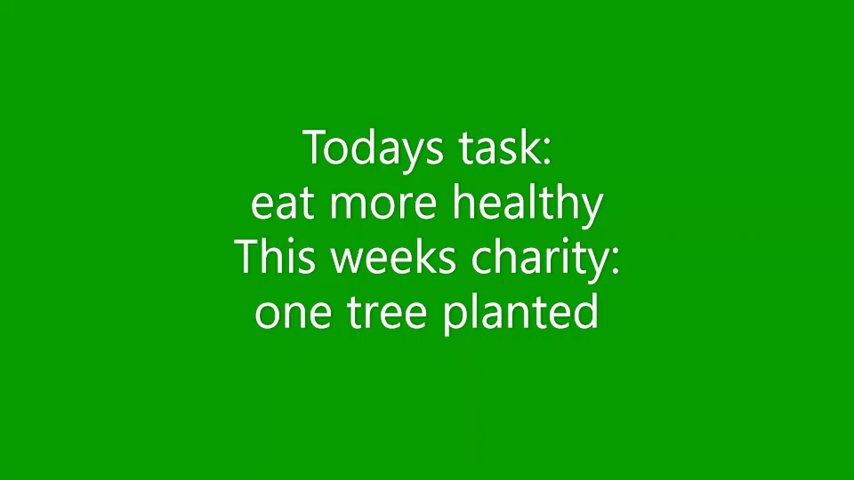 Todays task:
eat more healthy
This weeks charity:
one tree planted